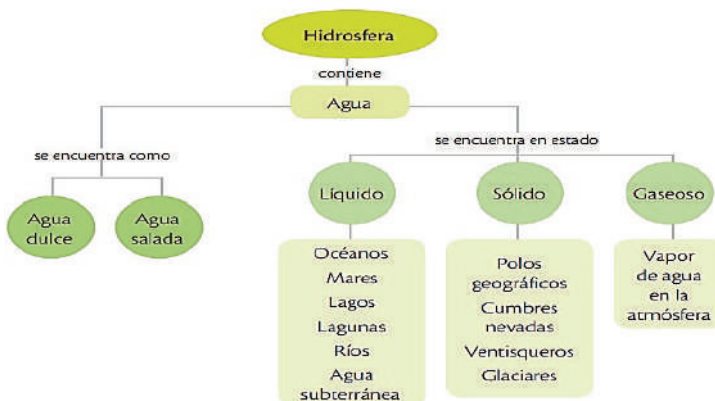 Hidrosfera
contiene
Agua
se encuentra como
se encuentra en estado
Agua
dulce
Agua
salada
Líquido
Sólido
Gaseoso
Océanos
Mares
Lagos
Lagunas
Ríos
Agua
subterránea
Polos
geográficos
Cumbres
nevadas
Ventisqueros
Glaciares
Vapor
de agua
en la
atmósfera